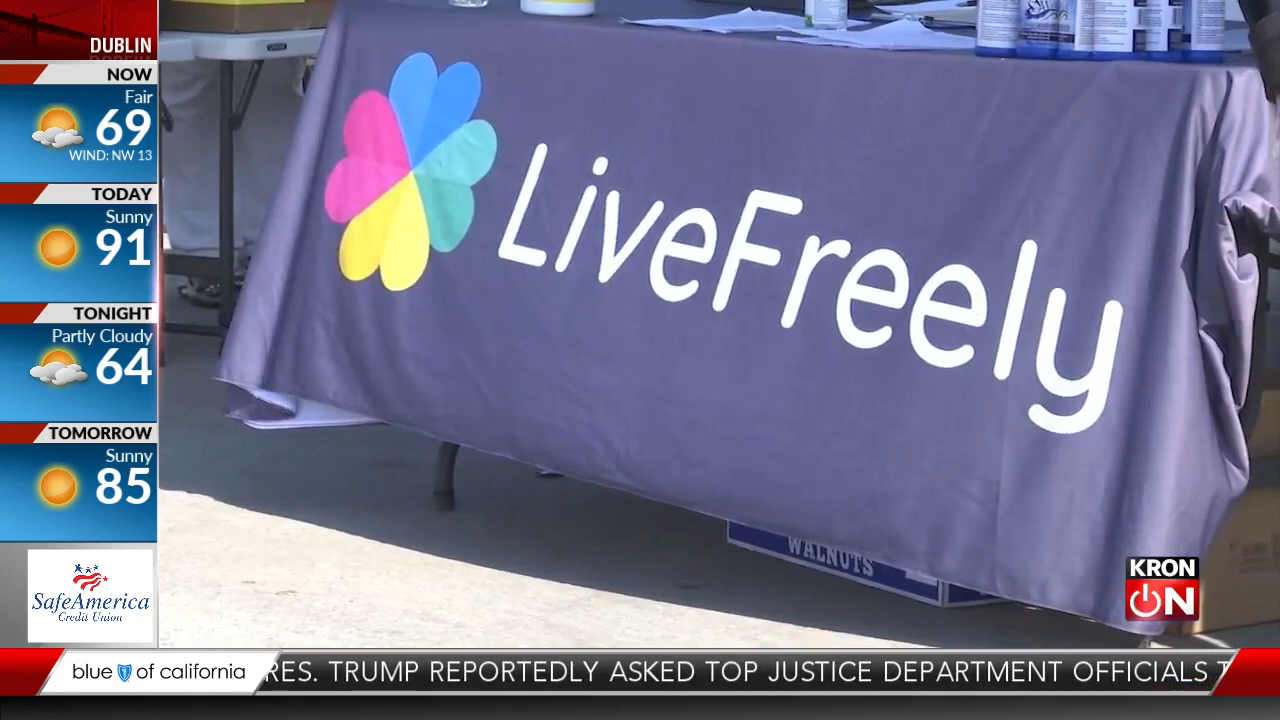 DUBLIN
NOW
Fair
69
WIND: NW 13
TODAY
Sunny
91
TONIGHT
Partly Cloudy
64
TOMORROW
Sunny
85
SafeAmerica
Credit Union
LiveFreely
WALNUTS
KRON
ON
blue of california
RES. TRUMP REPORTEDLY ASKED TOP JUSTICE DEPARTMENT OFFICIALS